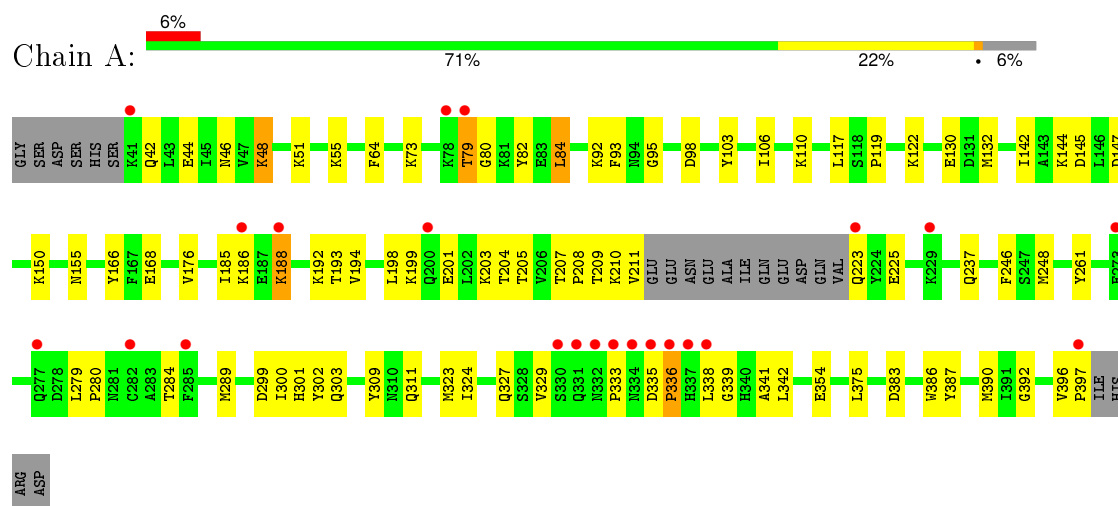 6%
Chain A:
71% 22% • 6%
GLY SER ASP SER HIS SER K41 Q42 L43 E44 I45 N46 V47 K48 K51 K55 F64 K73 K78 T79 G80 K81 Y82 E83 L84 K92 F93 N94 G95 D98 Y103 I106 K110 L117 S118 P119 K122 E130 D131 M132 I142 A143 K144 D145 L146 D147
K150 N155 Y166 F167 E168 V176 I185 K186 E187 K188 K192 T193 V194 L198 K199 Q200 E201 L202 K203 T204 T205 V206 T207 P208 T209 K210 V211 GLU GLU ASN GLU ALA ILE GLN GLU ASP GLN VAL Q223 Y224 E225 K229 Q237 F246 S247 M248 Y261 E273
Q277 D278 L279 P280 N281 C282 A283 T284 F285 M289 D299 I300 H301 Y302 Q303 Y309 N310 Q311 M323 I324 Q327 S328 V329 S330 Q331 N332 P333 N334 D335 P336 H337 L338 G339 H340 A341 L342 E354 L375 D383 W386 Y387 M390 I391 G392 V396 P397 ILE HIS
ARG ASP